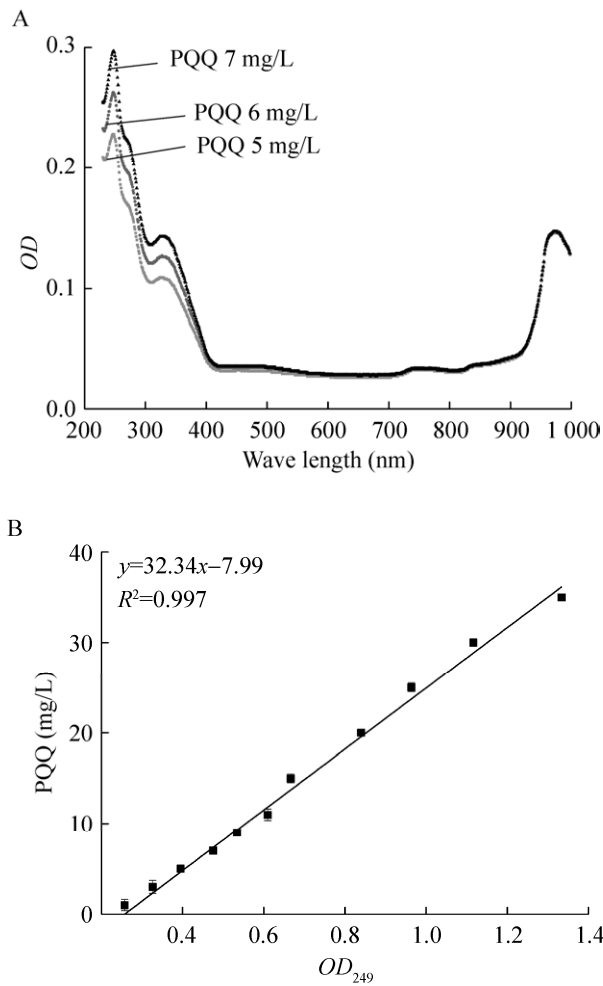 A
0.3
PQQ 7 mg/L
PQQ 6 mg/L
PQQ 5 mg/L
0.2
OD
0.1
0.0
200 300 400 500 600 700 800 900 1 000
Wave length (nm)
B
40
y=32.34x−7.99
R²=0.997
30
PQQ (mg/L)
20
10
0
0.4 0.6 0.8 1.0 1.2 1.4
OD₂₄₉